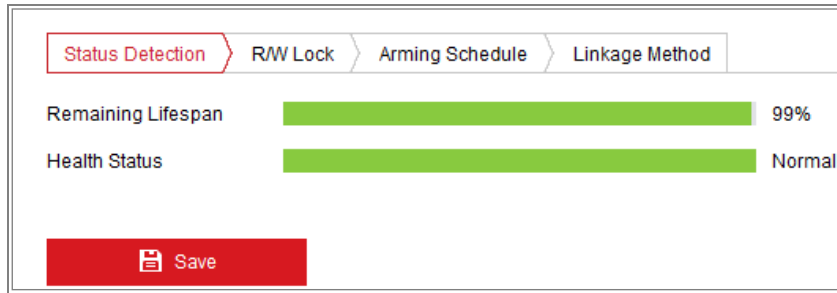 Status Detection R/W Lock Arming Schedule Linkage Method
Remaining Lifespan 99%
Health Status Normal
Save